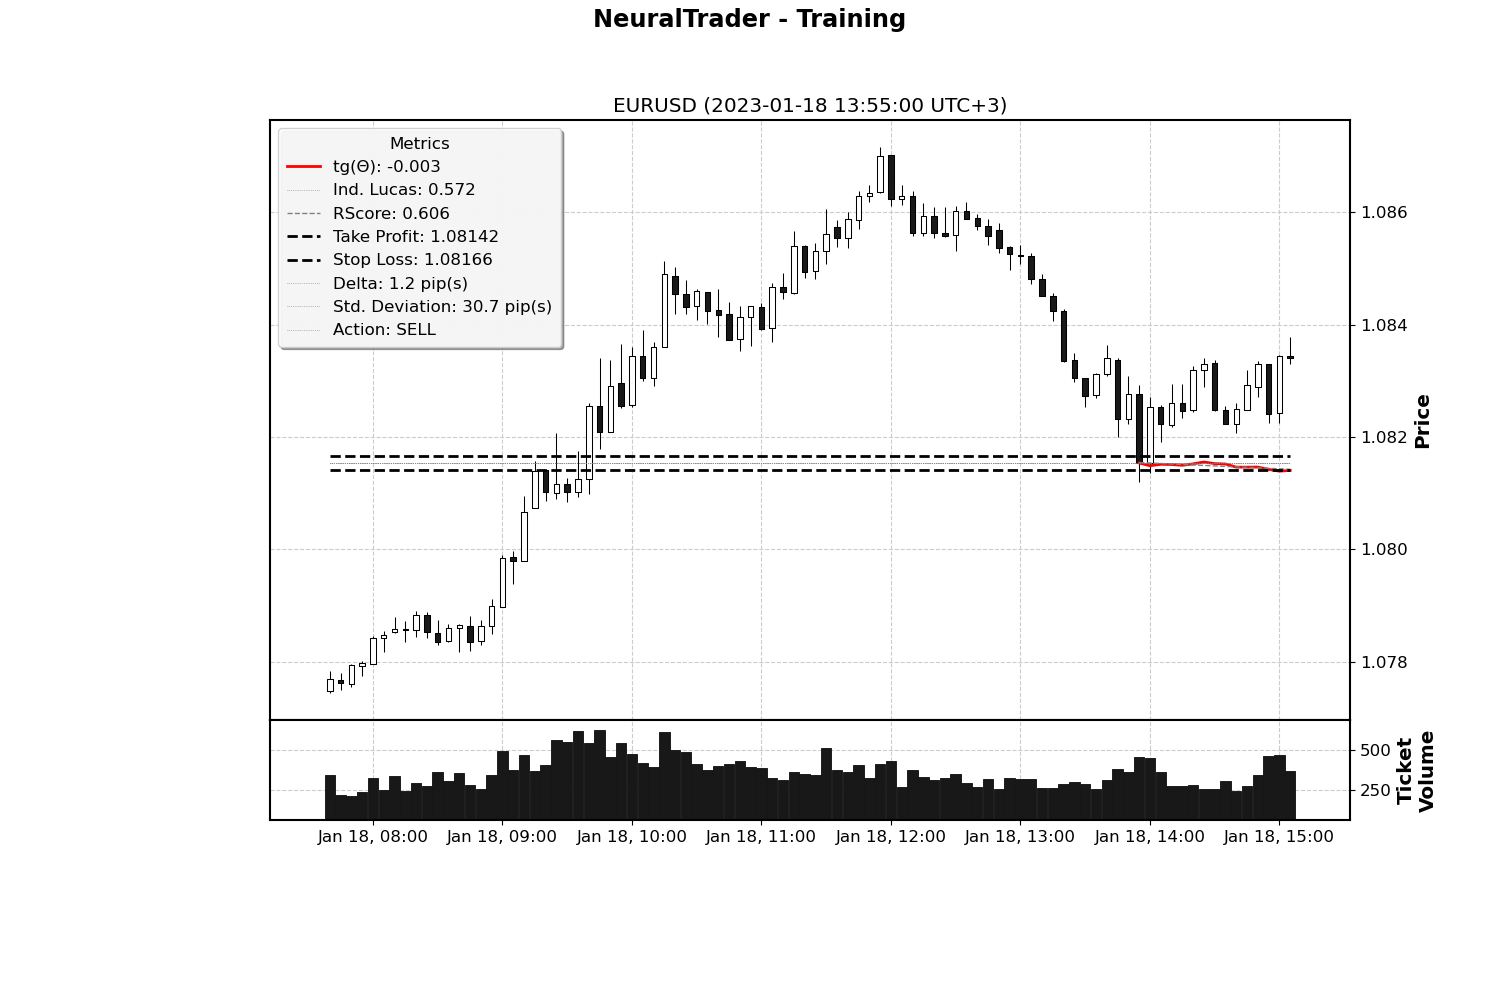 NeuralTrader - Training
EURUSD (2023-01-18 13:55:00 UTC+3)
Metrics
tg(Θ): -0.003
Ind. Lucas: 0.572
RScore: 0.606
Take Profit: 1.08142
Stop Loss: 1.08166
Delta: 1.2 pip(s)
Std. Deviation: 30.7 pip(s)
Action: SELL
1.086
1.084
1.082
1.080
1.078
Price
500
250
Ticket
Volume
Jan 18, 08:00
Jan 18, 09:00
Jan 18, 10:00
Jan 18, 11:00
Jan 18, 12:00
Jan 18, 13:00
Jan 18, 14:00
Jan 18, 15:00